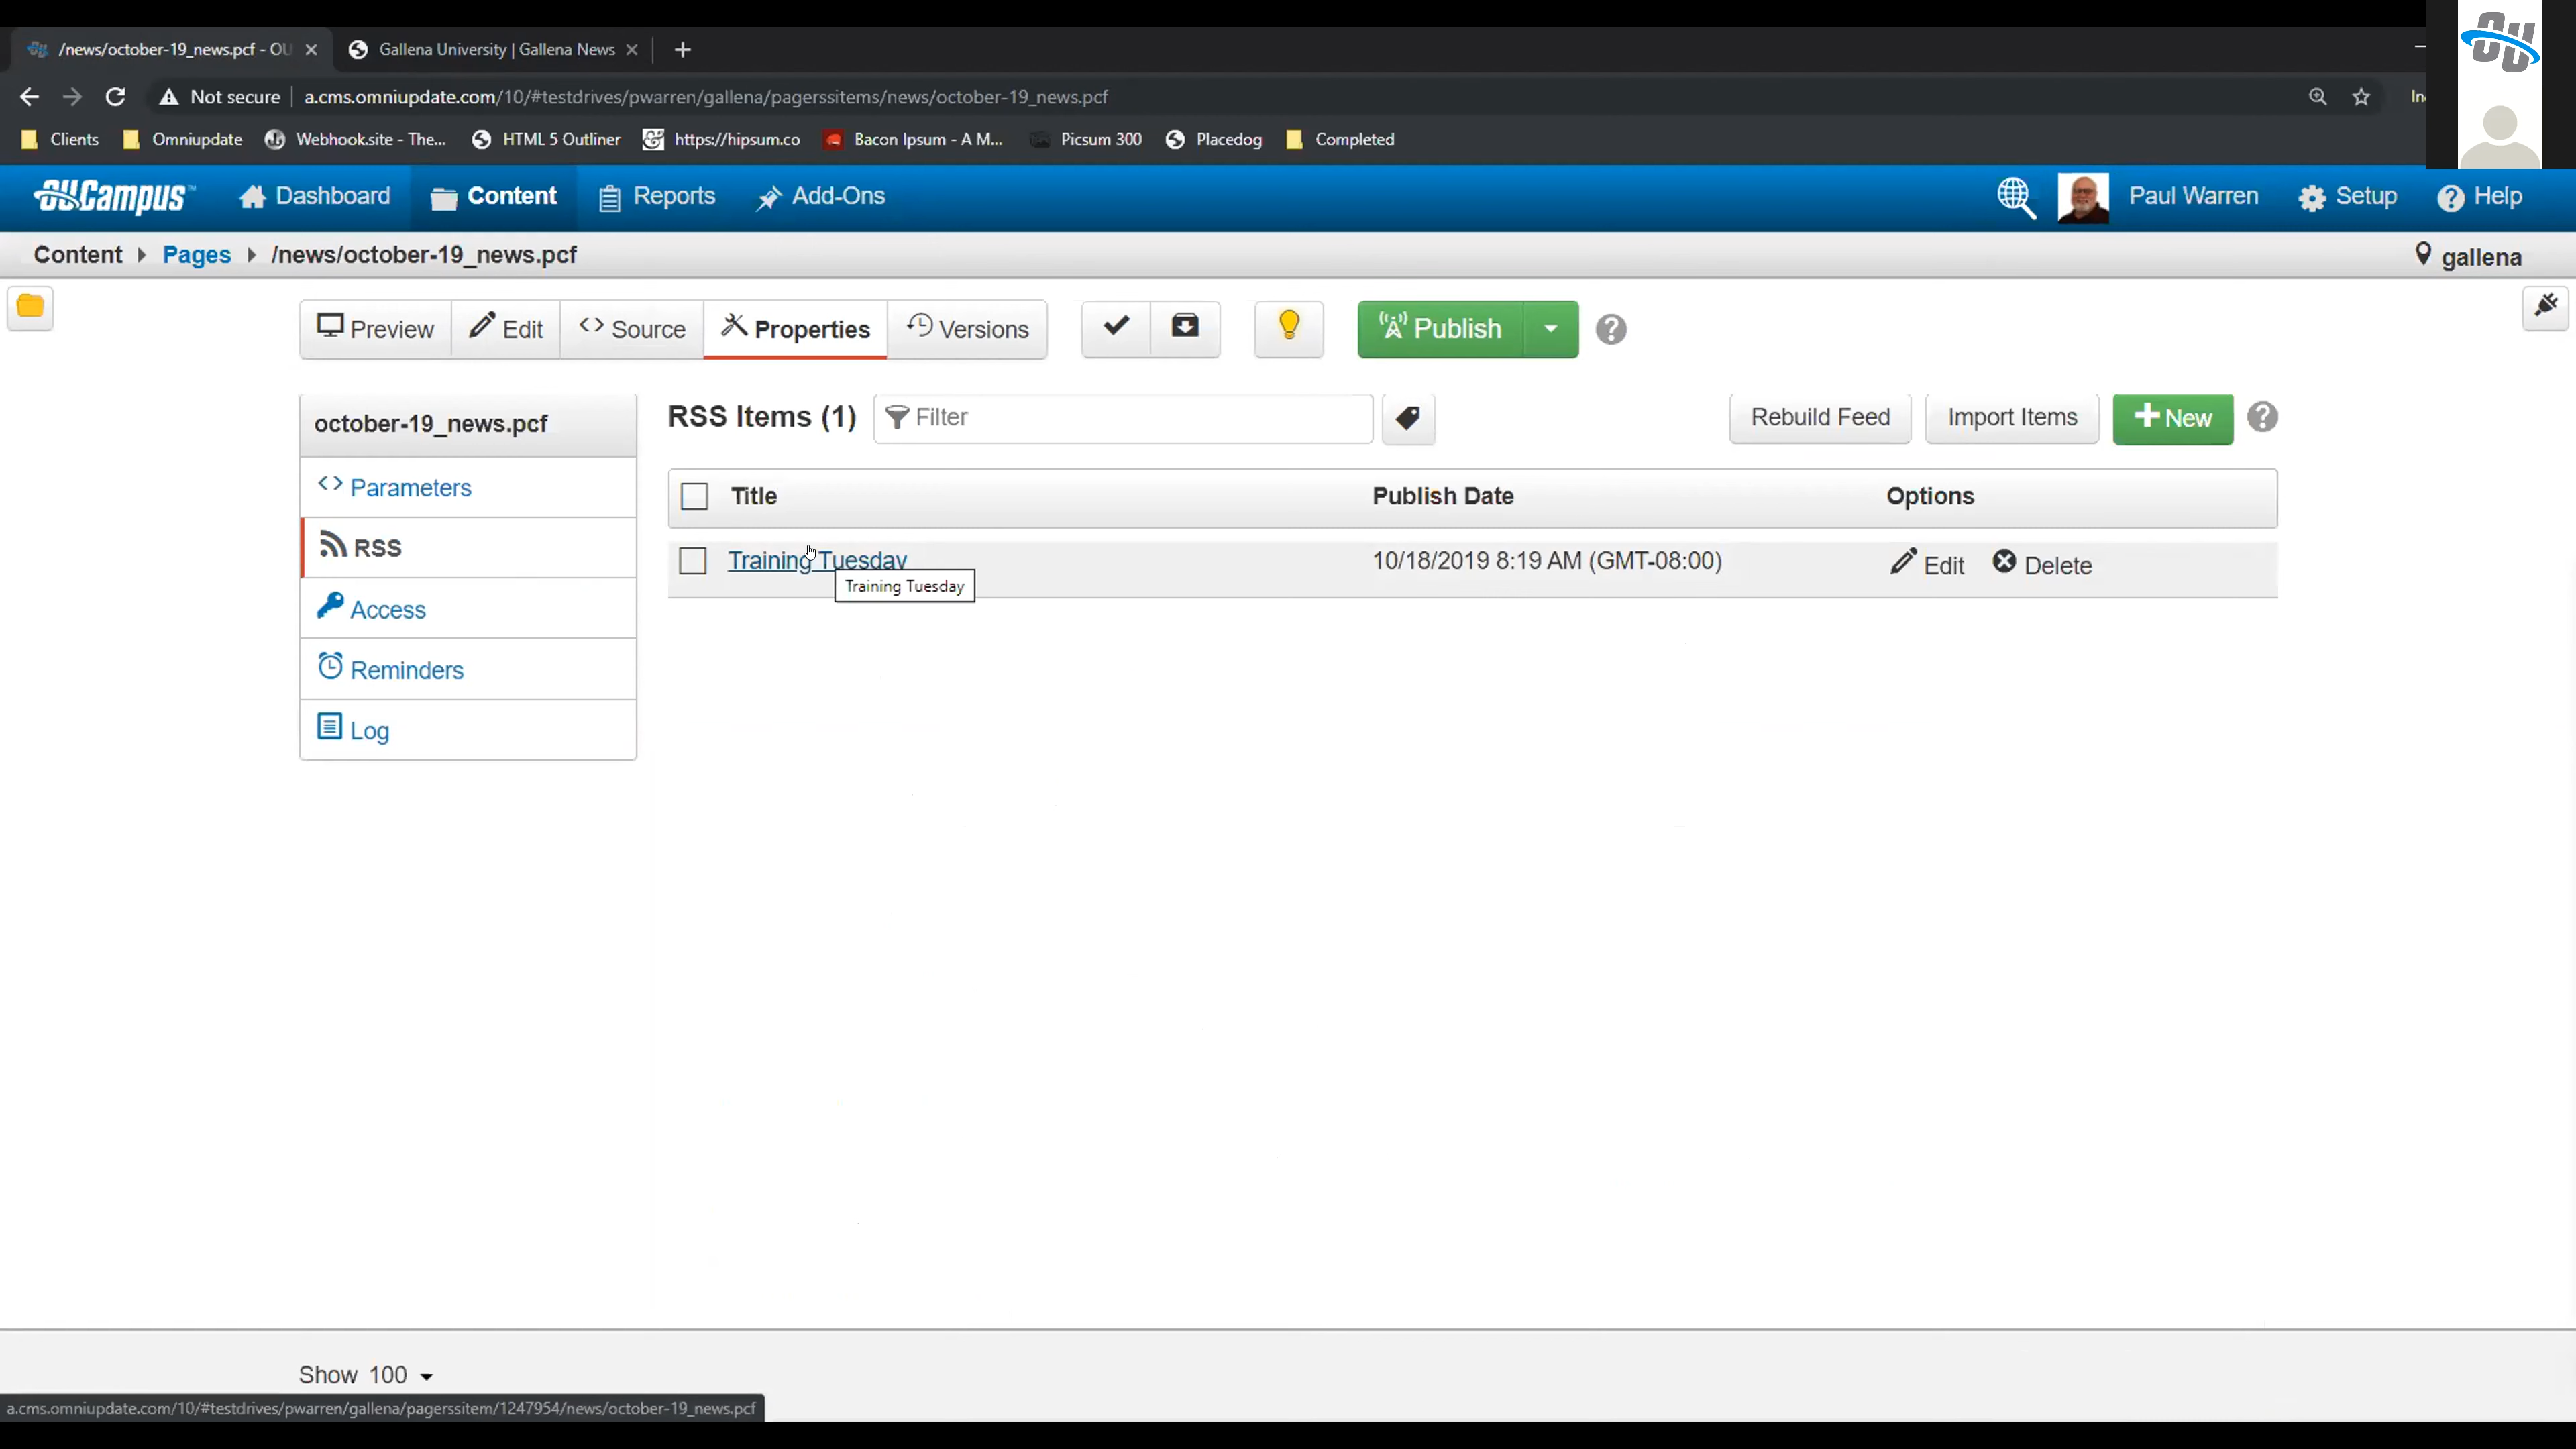 /news/october-19_news.pcf - OU
Gallena University | Gallena News
Not secure
a.cms.omniupdate.com/10/#testdrives/pwarren/gallena/pagerssitems/news/october-19_news.pcf
Clients
Omniupdate
Webhook.site - The...
HTML 5 Outliner
https://hipsum.co
Bacon Ipsum - A M...
Picsum 300
Placedog
Completed
OU
OUCampus™
Dashboard
Content
Reports
Add-Ons
Paul Warren
Setup
Help
Content
Pages
/news/october-19_news.pcf
gallena
Preview
Edit
Source
Properties
Versions
Publish
october-19_news.pcf
Parameters
RSS
Access
Reminders
Log
RSS Items (1)
Filter
Rebuild Feed
Import Items
New
Title
Publish Date
Options
Training Tuesday
10/18/2019 8:19 AM (GMT-08:00)
Edit
Delete
Training Tuesday
Show 100
a.cms.omniupdate.com/10/#testdrives/pwarren/gallena/pagerssitem/1247954/news/october-19_news.pcf